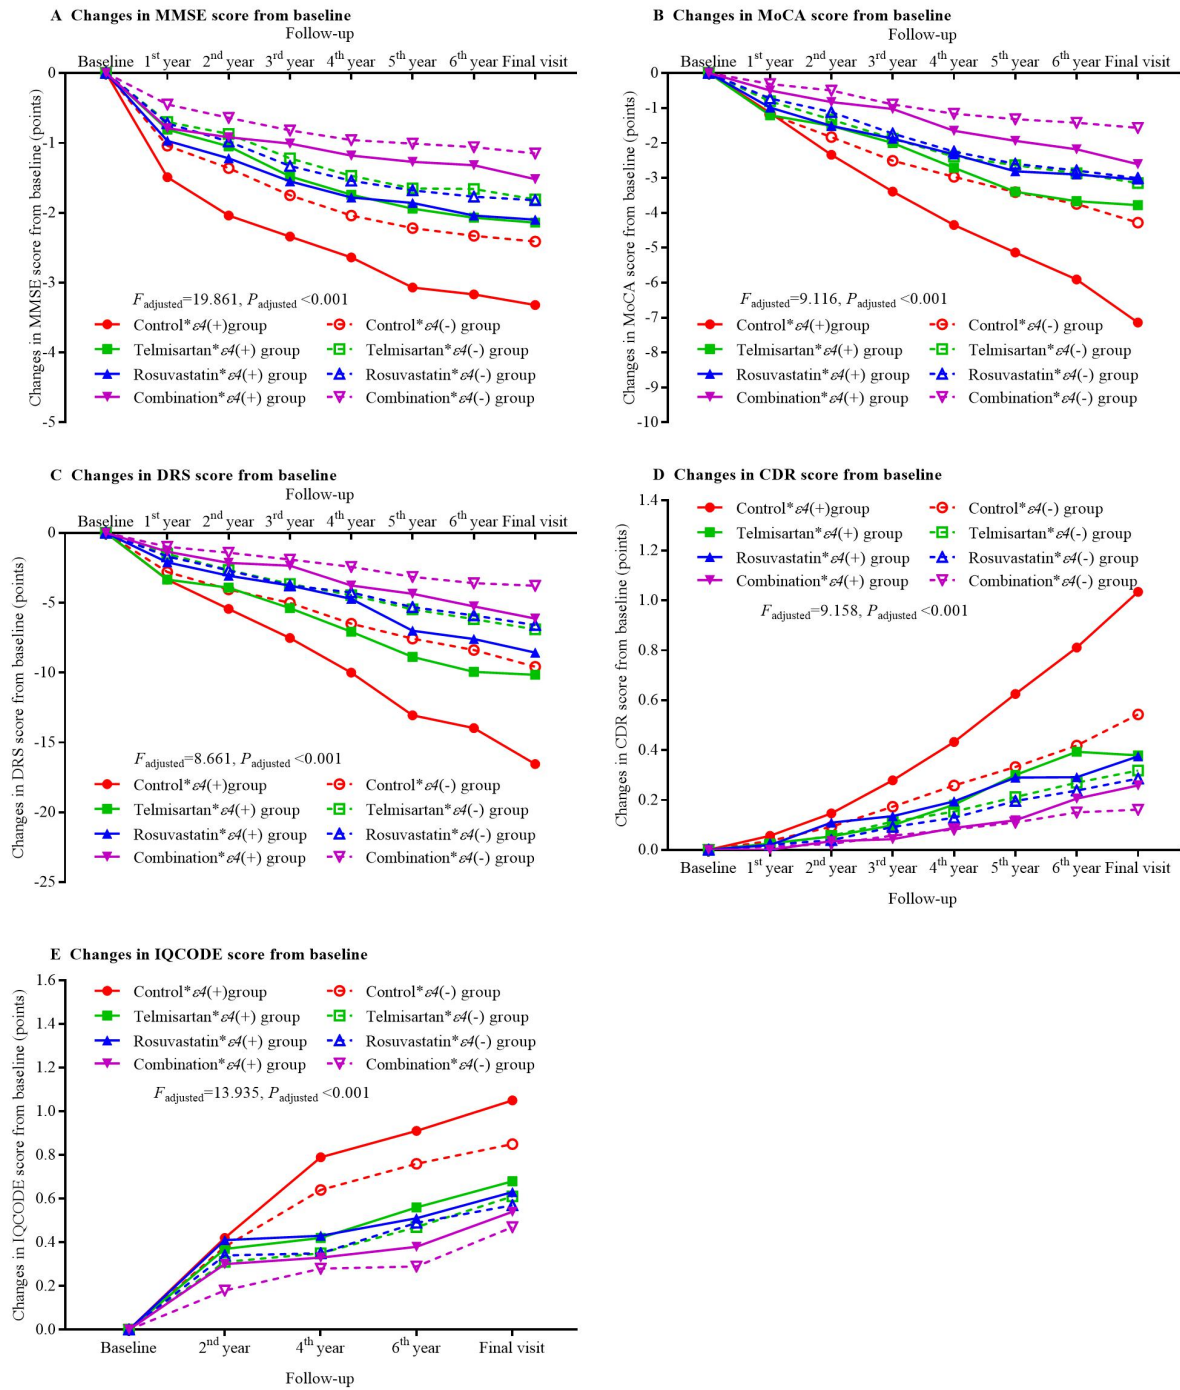 A Changes in MMSE score from baseline
Follow-up
Baseline 1st year 2nd year 3rd year 4th year 5th year 6th year Final visit
0
-1
-2
-3
-4
-5
Changes in MMSE score from baseline (points)
Fadjusted=19.861, Padjusted <0.001
Control*ε4(+)group Control*ε4(-) group
Telmisartan*ε4(+) group Telmisartan*ε4(-) group
Rosuvastatin*ε4(+) group Rosuvastatin*ε4(-) group
Combination*ε4(+) group Combination*ε4(-) group
B Changes in MoCA score from baseline
Follow-up
Baseline 1st year 2nd year 3rd year 4th year 5th year 6th year Final visit
0
-1
-2
-3
-4
-5
-6
-7
-8
-9
-10
Changes in MoCA score from baseline (points)
Fadjusted=9.116, Padjusted <0.001
Control*ε4(+)group Control*ε4(-) group
Telmisartan*ε4(+) group Telmisartan*ε4(-) group
Rosuvastatin*ε4(+) group Rosuvastatin*ε4(-) group
Combination*ε4(+) group Combination*ε4(-) group
C Changes in DRS score from baseline
Follow-up
Baseline 1st year 2nd year 3rd year 4th year 5th year 6th year Final visit
0
-5
-10
-15
-20
-25
Changes in DRS score from baseline (points)
Fadjusted=8.661, Padjusted <0.001
Control*ε4(+)group Control*ε4(-) group
Telmisartan*ε4(+) group Telmisartan*ε4(-) group
Rosuvastatin*ε4(+) group Rosuvastatin*ε4(-) group
Combination*ε4(+) group Combination*ε4(-) group
D Changes in CDR score from baseline
1.4
1.2
1.0
0.8
0.6
0.4
0.2
0.0
Changes in CDR score from baseline (points)
Control*ε4(+)group Control*ε4(-) group
Telmisartan*ε4(+) group Telmisartan*ε4(-) group
Rosuvastatin*ε4(+) group Rosuvastatin*ε4(-) group
Combination*ε4(+) group Combination*ε4(-) group
Fadjusted=9.158, Padjusted <0.001
Baseline 1st year 2nd year 3rd year 4th year 5th year 6th year Final visit
Follow-up
E Changes in IQCODE score from baseline
1.6
1.4
1.2
1.0
0.8
0.6
0.4
0.2
0.0
Changes in IQCODE score from baseline (points)
Control*ε4(+)group Control*ε4(-) group
Telmisartan*ε4(+) group Telmisartan*ε4(-) group
Rosuvastatin*ε4(+) group Rosuvastatin*ε4(-) group
Combination*ε4(+) group Combination*ε4(-) group
Fadjusted=13.935, Padjusted <0.001
Baseline 2nd year 4th year 6th year Final visit
Follow-up